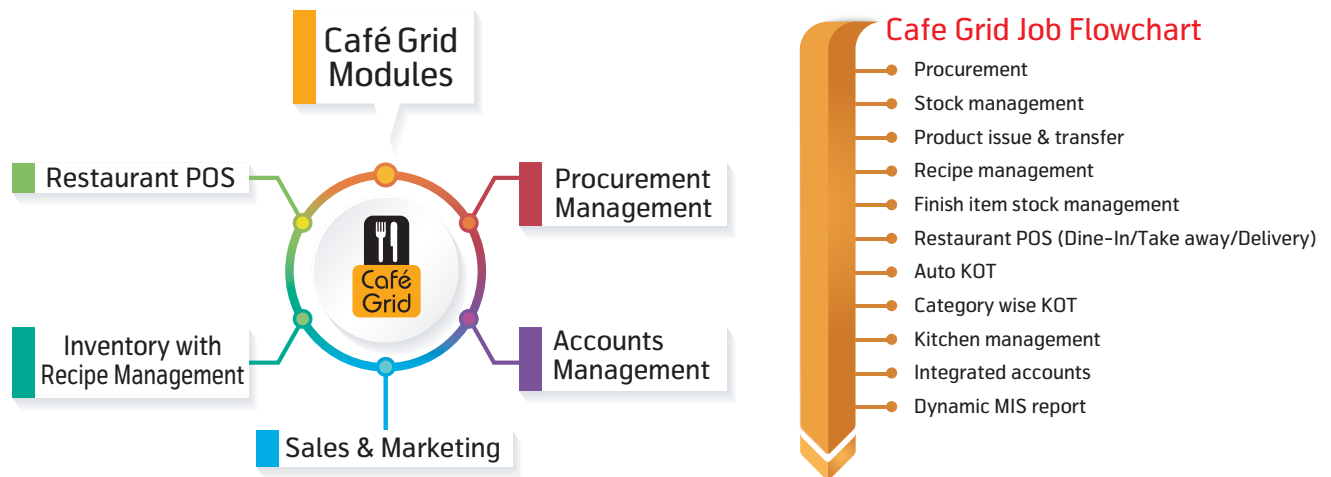 Café Grid
Modules
Restaurant POS
Procurement
Management
Café
Grid
Inventory with
Recipe Management
Accounts
Management
Sales & Marketing
Cafe Grid Job Flowchart
Procurement
Stock management
Product issue & transfer
Recipe management
Finish item stock management
Restaurant POS (Dine-In/Take away/Delivery)
Auto KOT
Category wise KOT
Kitchen management
Integrated accounts
Dynamic MIS report